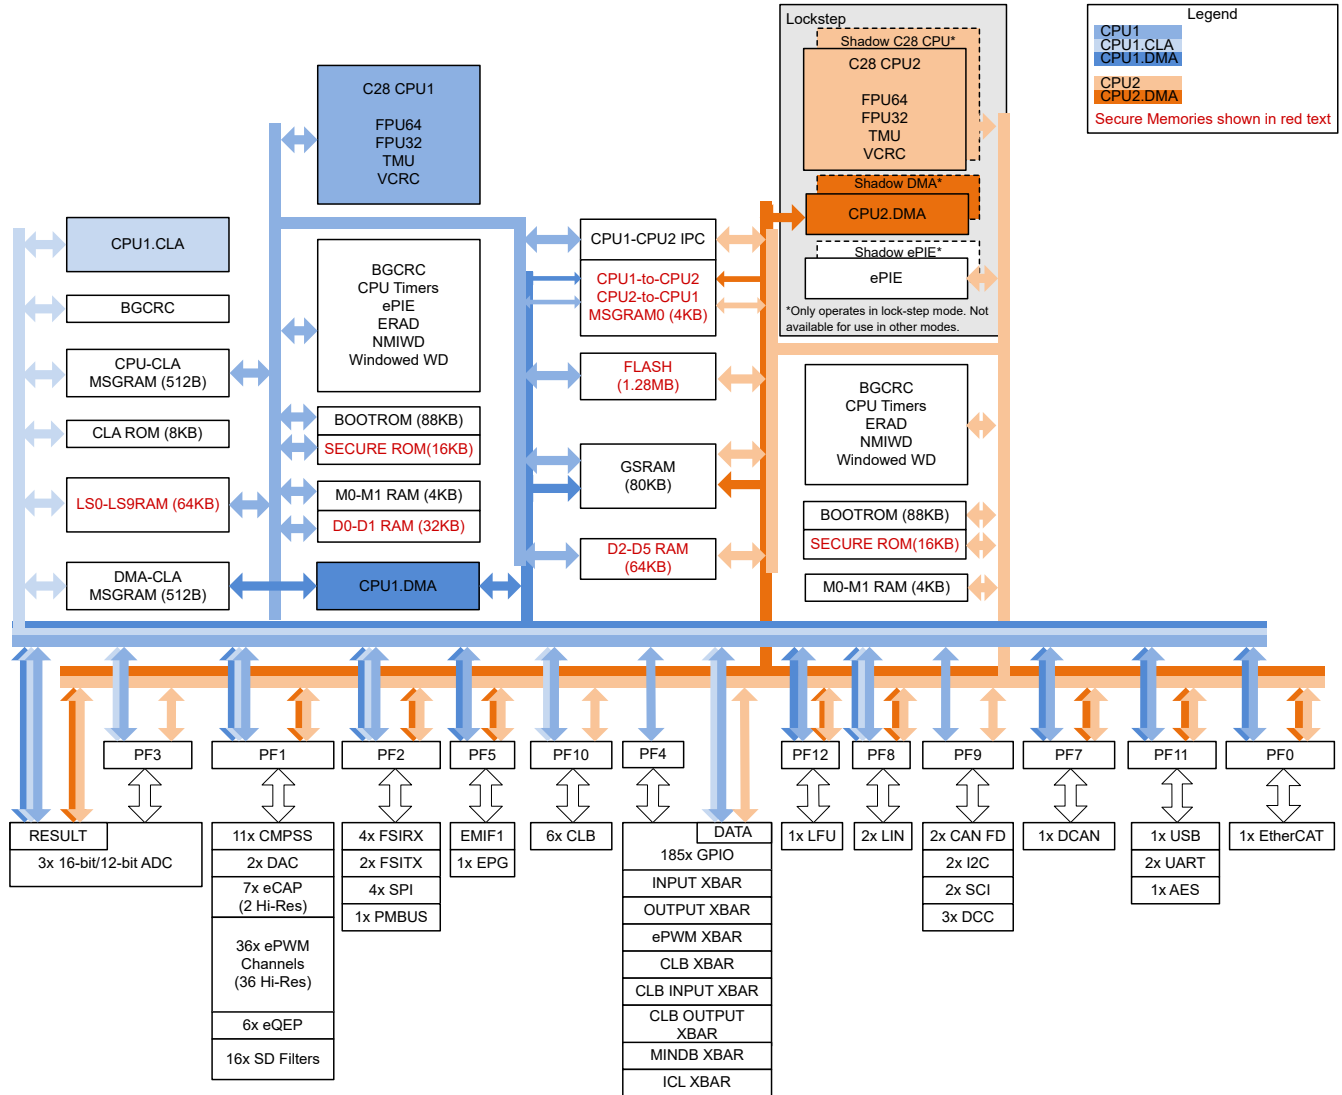 Lockstep
Shadow C28 CPU*
C28 CPU2
FPU64
FPU32
TMU
VCRC
Shadow DMA*
CPU2.DMA
Shadow ePIE*
ePIE
*Only operates in lock-step mode. Not
available for use in other modes.
Legend
CPU1
CPU1.CLA
CPU1.DMA
CPU2
CPU2.DMA
Secure Memories shown in red text
C28 CPU1
FPU64
FPU32
TMU
VCRC
CPU1.CLA
BGCRC
CPU-CLA
MSGRAM (512B)
CLA ROM (8KB)
LS0-LS9RAM (64KB)
DMA-CLA
MSGRAM (512B)
BGCRC
CPU Timers
ePIE
ERAD
NMIWD
Windowed WD
BOOTROM (88KB)
SECURE ROM(16KB)
M0-M1 RAM (4KB)
D0-D1 RAM (32KB)
CPU1.DMA
CPU1-CPU2 IPC
CPU1-to-CPU2
CPU2-to-CPU1
MSGRAM0 (4KB)
FLASH
(1.28MB)
GSRAM
(80KB)
D2-D5 RAM
(64KB)
BGCRC
CPU Timers
ERAD
NMIWD
Windowed WD
BOOTROM (88KB)
SECURE ROM(16KB)
M0-M1 RAM (4KB)
PF3
PF1
PF2
PF5
PF10
PF4
PF12
PF8
PF9
PF7
PF11
PF0
RESULT
3x 16-bit/12-bit ADC
11x CMPSS
2x DAC
7x eCAP
(2 Hi-Res)
36x ePWM
Channels
(36 Hi-Res)
6x eQEP
16x SD Filters
4x FSIRX
2x FSITX
4x SPI
1x PMBUS
EMIF1
1x EPG
6x CLB
DATA
185x GPIO
INPUT XBAR
OUTPUT XBAR
ePWM XBAR
CLB XBAR
CLB INPUT XBAR
CLB OUTPUT
XBAR
MINDB XBAR
ICL XBAR
1x LFU
2x LIN
2x CAN FD
2x I2C
2x SCI
3x DCC
1x DCAN
1x USB
2x UART
1x AES
1x EtherCAT